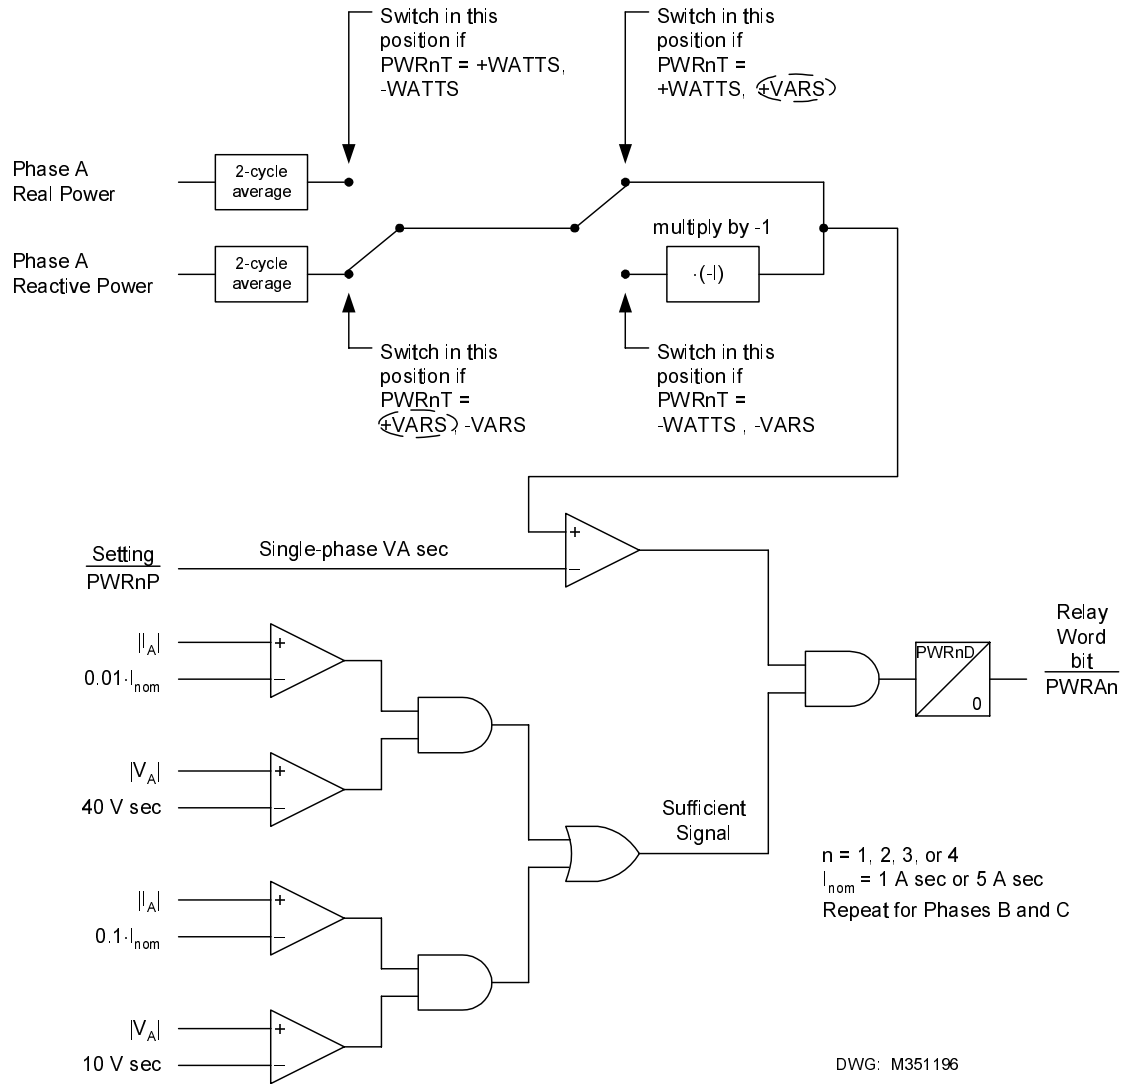 Switch in this
position if
PWRnT = +WATTS,
-WATTS
Switch in this
position if
PWRnT =
+WATTS, +VARS
Phase A
Real Power
2-cycle
average
Phase A
Reactive Power
2-cycle
average
multiply by -1
·(-I)
Switch in this
position if
PWRnT =
+VARS, -VARS
Switch in this
position if
PWRnT =
-WATTS , -VARS
Setting
PWRnP
Single-phase VA sec
+
−
|IA|
0.01·Inom
+
−
|VA|
40 V sec
+
−
|IA|
0.1·Inom
+
−
|VA|
10 V sec
+
−
Sufficient
Signal
PWRnD
0
Relay
Word
bit
PWRAn
n = 1, 2, 3, or 4
Inom = 1 A sec or 5 A sec
Repeat for Phases B and C
DWG: M351196